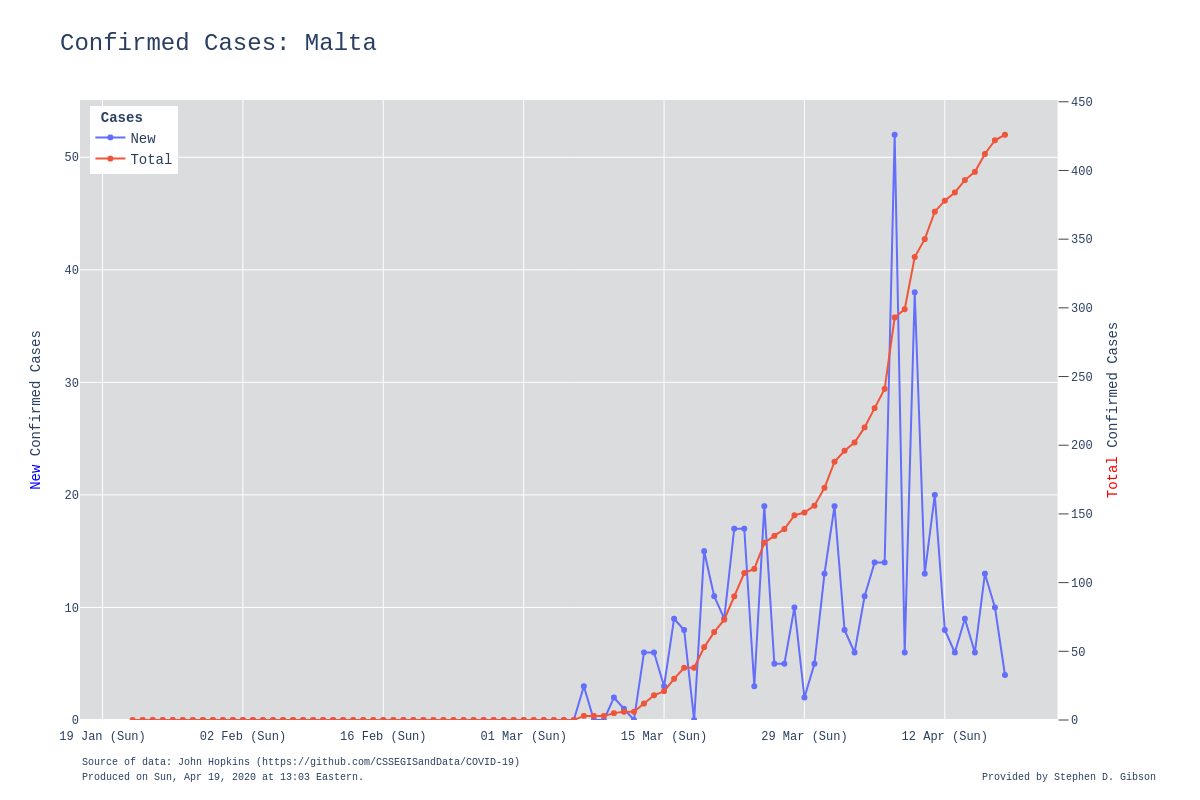 Confirmed Cases: Malta
Cases
New
Total
50
40
30
20
10
0
New Confirmed Cases
450
400
350
300
250
200
150
100
50
0
Total Confirmed Cases
19 Jan (Sun) 02 Feb (Sun) 16 Feb (Sun) 01 Mar (Sun) 15 Mar (Sun) 29 Mar (Sun) 12 Apr (Sun)
Source of data: John Hopkins (https://github.com/CSSEGISandData/COVID-19)
Produced on Sun, Apr 19, 2020 at 13:03 Eastern.
Provided by Stephen D. Gibson